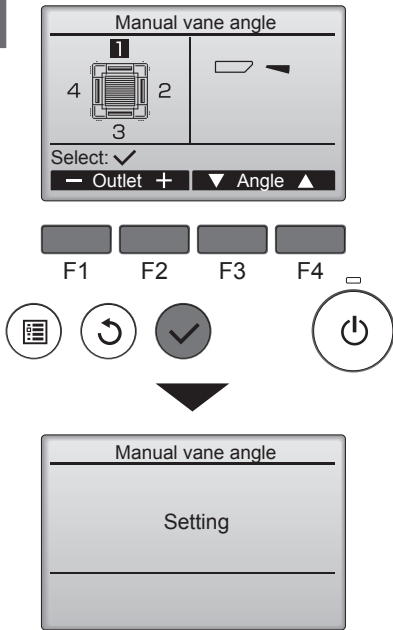 Manual vane angle
1
4 2
3
Select: ✓
− Outlet + ▼ Angle ▲
F1 F2 F3 F4
Manual vane angle
Setting